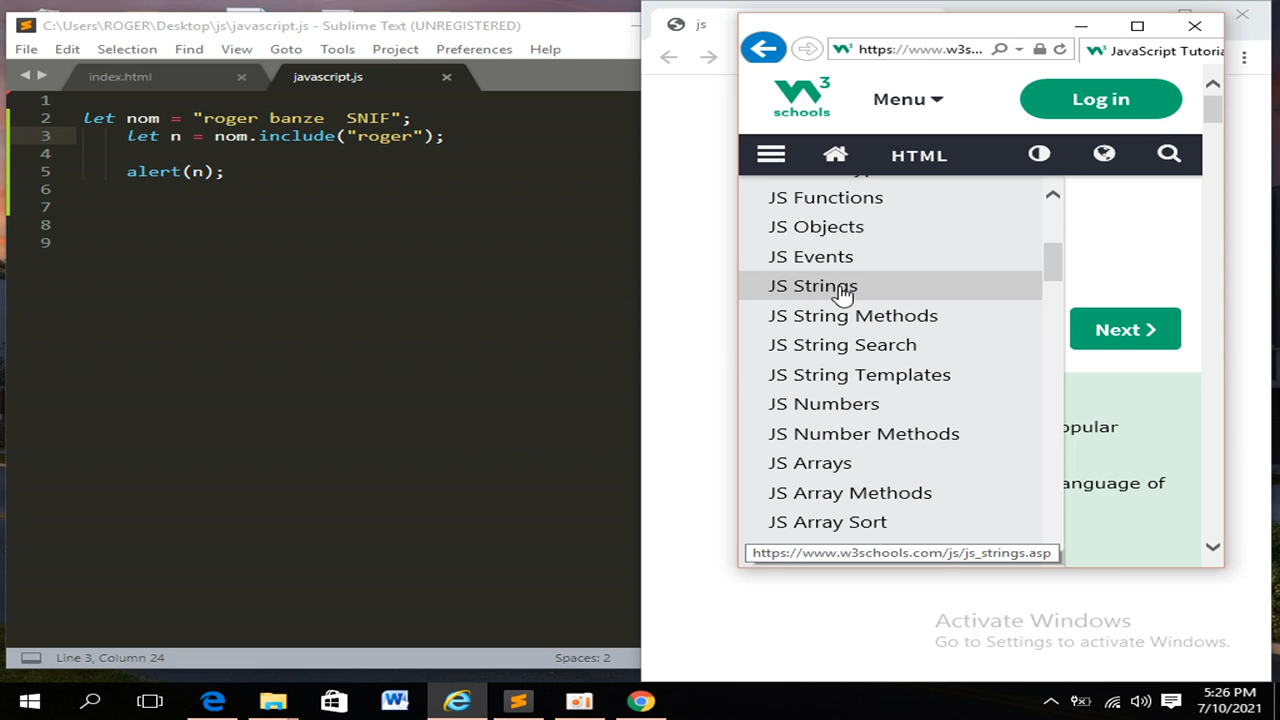 C:\Users\ROGER\Desktop\js\javascript.js - Sublime Text (UNREGISTERED)
File Edit Selection Find View Goto Tools Project Preferences Help
index.html
javascript.js
1
2 let nom = "roger banze  SNIF";
3 let n = nom.include("roger");
4
5 alert(n);
6
7
8
9
Line 3, Column 24
Spaces: 2
js
https://www.w3s...
JavaScript Tutoria
3
schools
Menu
Log in
HTML
JS Functions
JS Objects
JS Events
JS Strings
JS String Methods
JS String Search
JS String Templates
JS Numbers
JS Number Methods
JS Arrays
JS Array Methods
JS Array Sort
Next
opular
anguage of
https://www.w3schools.com/js/js_strings.asp
Activate Windows
Go to Settings to activate Windows.
5:26 PM
7/10/2021